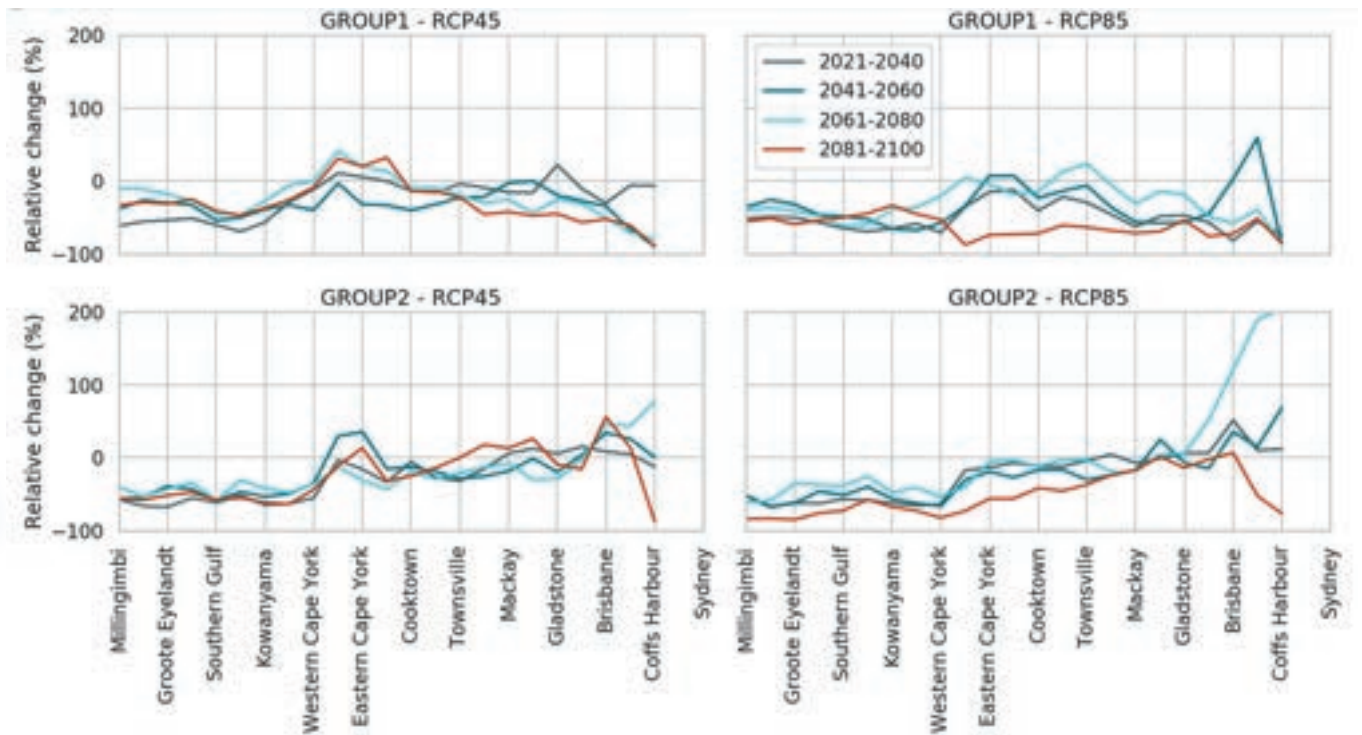 GROUP1 - RCP45
GROUP1 - RCP85
Relative change (%)
200
100
0
−100
2021-2040
2041-2060
2061-2080
2081-2100
GROUP2 - RCP45
GROUP2 - RCP85
Relative change (%)
200
100
0
−100
Millingimbi
Groote Eyelandt
Southern Gulf
Kowanyama
Western Cape York
Eastern Cape York
Cooktown
Townsville
Mackay
Gladstone
Brisbane
Coffs Harbour
Sydney
Millingimbi
Groote Eyelandt
Southern Gulf
Kowanyama
Western Cape York
Eastern Cape York
Cooktown
Townsville
Mackay
Gladstone
Brisbane
Coffs Harbour
Sydney